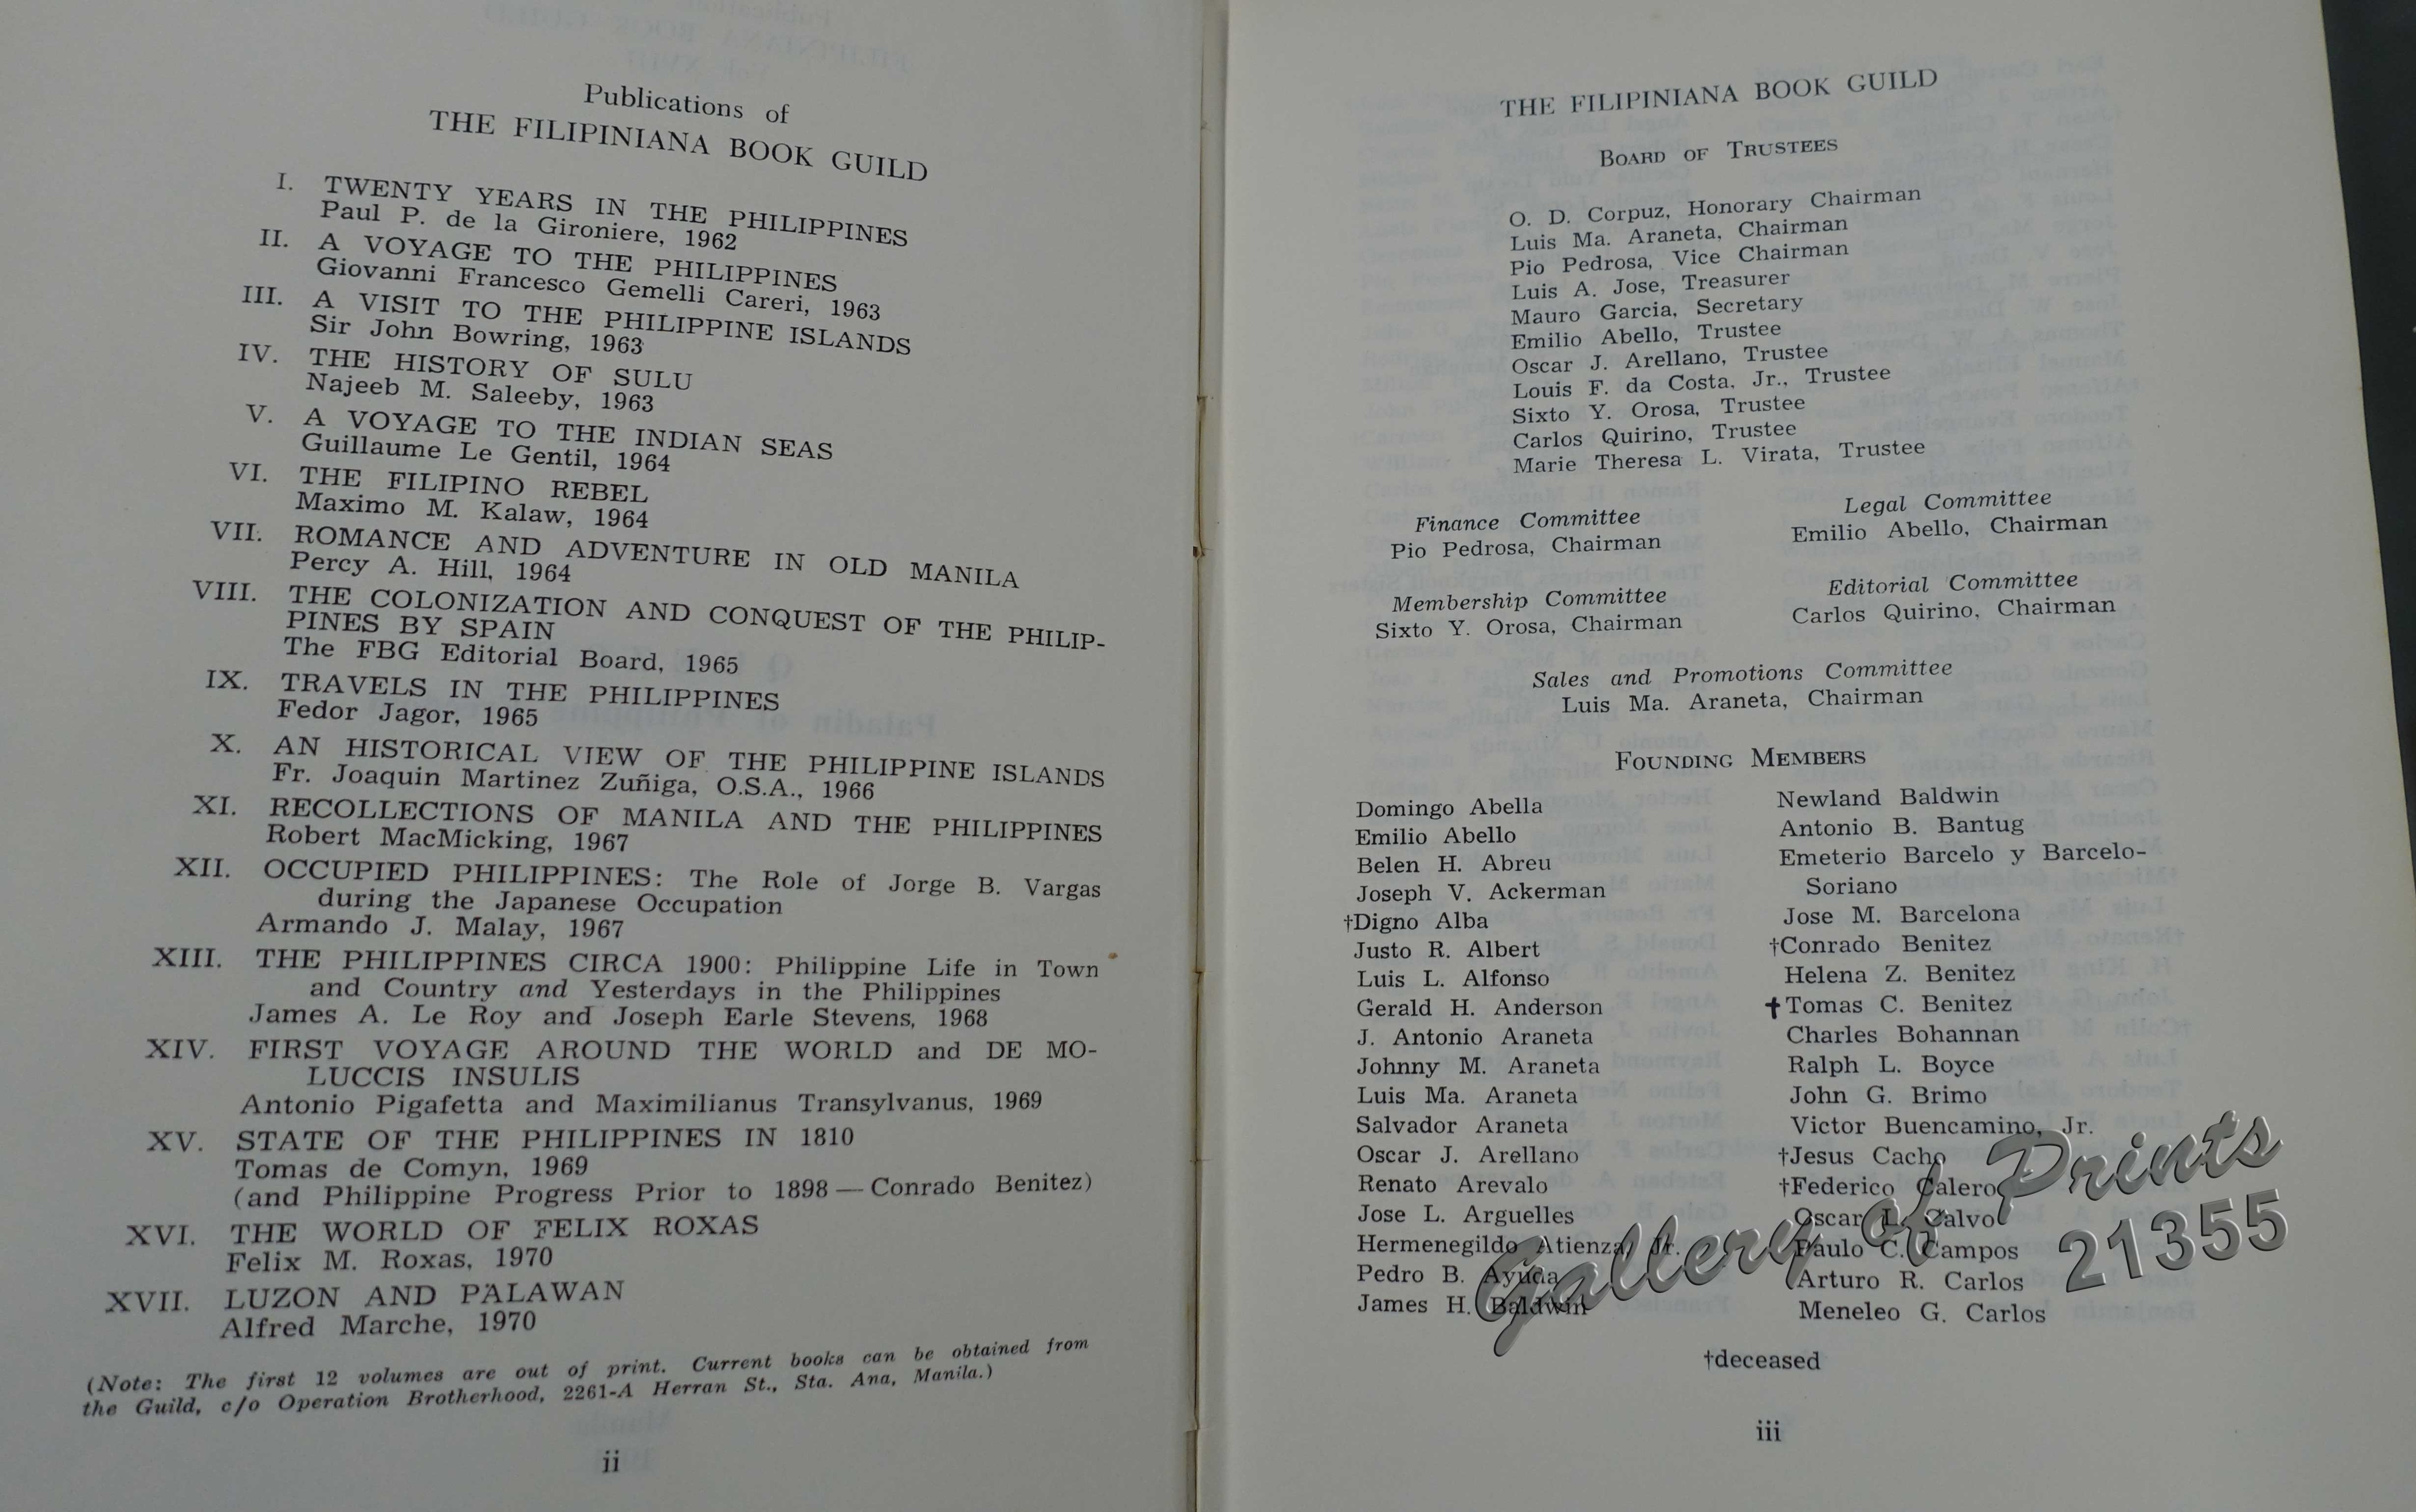 Publications of
THE FILIPINIANA BOOK GUILD
I. TWENTY YEARS IN THE PHILIPPINES
Paul P. de la Gironiere, 1962
II. A VOYAGE TO THE PHILIPPINES
Giovanni Francesco Gemelli Careri, 1963
III. A VISIT TO THE PHILIPPINE ISLANDS
Sir John Bowring, 1963
IV. THE HISTORY OF SULU
Najeeb M. Saleeby, 1963
V. A VOYAGE TO THE INDIAN SEAS
Guillaume Le Gentil, 1964
VI. THE FILIPINO REBEL
Maximo M. Kalaw, 1964
VII. ROMANCE AND ADVENTURE IN OLD MANILA
Percy A. Hill, 1964
VIII. THE COLONIZATION AND CONQUEST OF THE PHILIP-
PINES BY SPAIN
The FBG Editorial Board, 1965
IX. TRAVELS IN THE PHILIPPINES
Fedor Jagor, 1965
X. AN HISTORICAL VIEW OF THE PHILIPPINE ISLANDS
Fr. Joaquin Martinez Zuñiga, O.S.A., 1966
XI. RECOLLECTIONS OF MANILA AND THE PHILIPPINES
Robert MacMicking, 1967
XII. OCCUPIED PHILIPPINES: The Role of Jorge B. Vargas
during the Japanese Occupation
Armando J. Malay, 1967
XIII. THE PHILIPPINES CIRCA 1900: Philippine Life in Town
and Country and Yesterdays in the Philippines
James A. Le Roy and Joseph Earle Stevens, 1968
XIV. FIRST VOYAGE AROUND THE WORLD and DE MO-
LUCCIS INSULIS
Antonio Pigafetta and Maximilianus Transylvanus, 1969
XV. STATE OF THE PHILIPPINES IN 1810
Tomas de Comyn, 1969
(and Philippine Progress Prior to 1898 — Conrado Benitez)
XVI. THE WORLD OF FELIX ROXAS
Felix M. Roxas, 1970
XVII. LUZON AND PALAWAN
Alfred Marche, 1970
(Note: The first 12 volumes are out of print. Current books can be obtained from
the Guild, c/o Operation Brotherhood, 2261-A Herran St., Sta. Ana, Manila.)
ii
THE FILIPINIANA BOOK GUILD
BOARD OF TRUSTEES
O. D. Corpuz, Honorary Chairman
Luis Ma. Araneta, Chairman
Pio Pedrosa, Vice Chairman
Luis A. Jose, Treasurer
Mauro Garcia, Secretary
Emilio Abello, Trustee
Oscar J. Arellano, Trustee
Louis F. da Costa, Jr., Trustee
Sixto Y. Orosa, Trustee
Carlos Quirino, Trustee
Marie Theresa L. Virata, Trustee
Finance Committee
Pio Pedrosa, Chairman
Legal Committee
Emilio Abello, Chairman
Membership Committee
Sixto Y. Orosa, Chairman
Editorial Committee
Carlos Quirino, Chairman
Sales and Promotions Committee
Luis Ma. Araneta, Chairman
FOUNDING MEMBERS
Domingo Abella
Emilio Abello
Belen H. Abreu
Joseph V. Ackerman
†Digno Alba
Justo R. Albert
Luis L. Alfonso
Gerald H. Anderson
J. Antonio Araneta
Johnny M. Araneta
Luis Ma. Araneta
Salvador Araneta
Oscar J. Arellano
Renato Arevalo
Jose L. Arguelles
Hermenegildo Atienza, Jr.
Pedro B. Ayuda
James H. Baldwin
Newland Baldwin
Antonio B. Bantug
Emeterio Barcelo y Barcelo-
Soriano
Jose M. Barcelona
†Conrado Benitez
Helena Z. Benitez
†Tomas C. Benitez
Charles Bohannan
Ralph L. Boyce
John G. Brimo
Victor Buencamino, Jr.
†Jesus Cacho
†Federico Calero
Oscar L. Calvo
Paulo C. Campos
Arturo R. Carlos
Meneleo G. Carlos
†deceased
iii
Gallery of Prints
21355